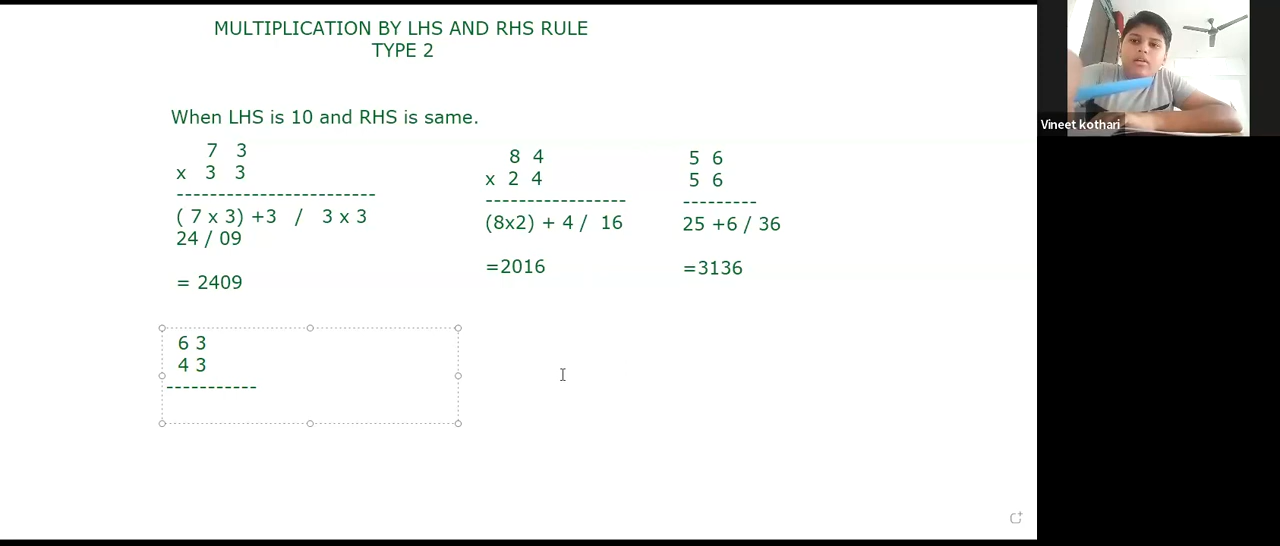 MULTIPLICATION BY LHS AND RHS RULE
TYPE 2
When LHS is 10 and RHS is same.
7 3
x 3 3
------------------------
( 7 x 3) +3 / 3 x 3
24 / 09
= 2409
8 4
x 2 4
-----------------
(8x2) + 4 / 16
=2016
5 6
5 6
---------
25 +6 / 36
=3136
6 3
4 3
-----------
Vineet kothari